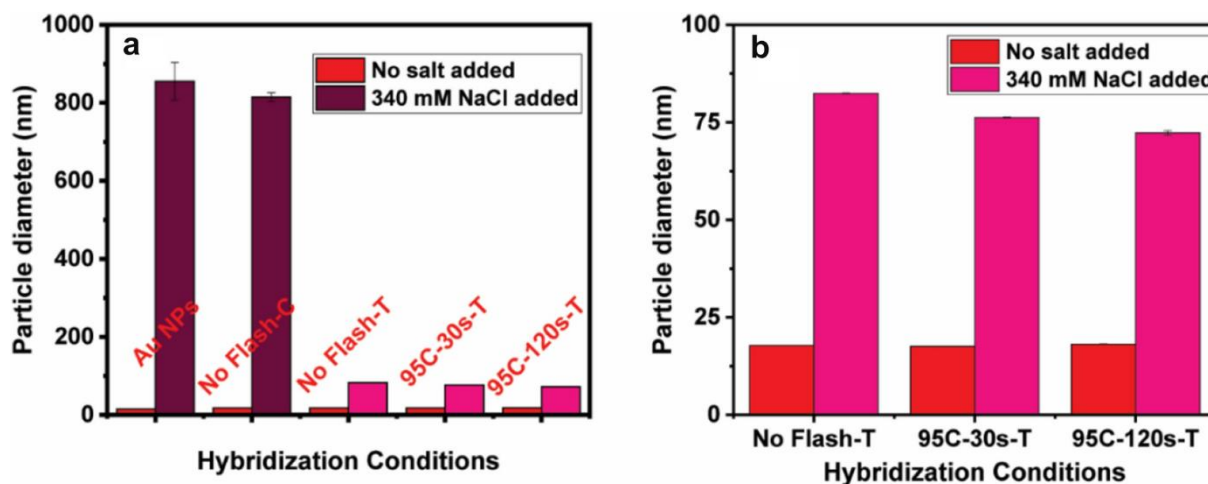 a
No salt added
340 mM NaCl added
Particle diameter (nm)
1000
800
600
400
200
0
Au NPs
No Flash-C
No Flash-T
95C-30s-T
95C-120s-T
Hybridization Conditions
b
No salt added
340 mM NaCl added
Particle diameter (nm)
100
75
50
25
0
No Flash-T 95C-30s-T 95C-120s-T
Hybridization Conditions